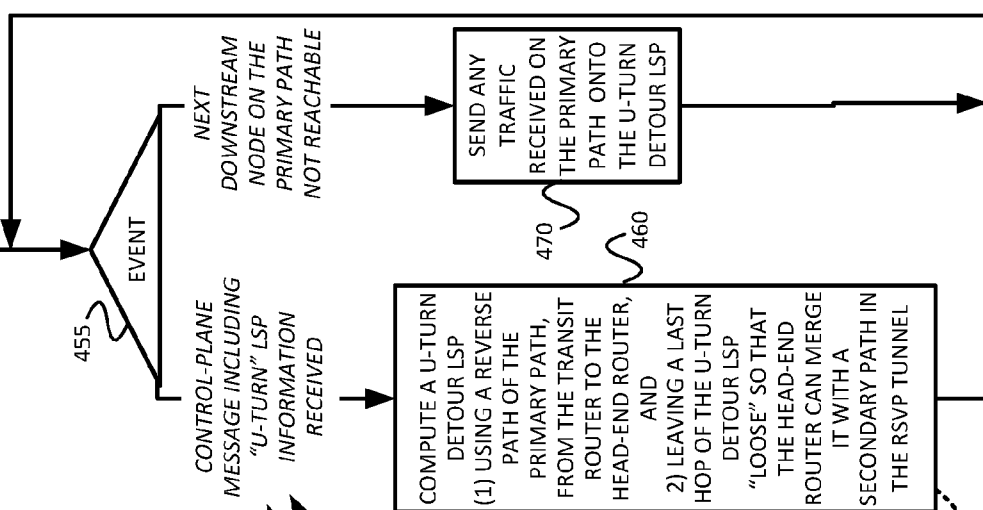 455
EVENT
CONTROL-PLANE
MESSAGE INCLUDING
“U-TURN” LSP
INFORMATION
RECEIVED
NEXT
DOWNSTREAM
NODE ON THE
PRIMARY PATH
NOT REACHABLE
460
COMPUTE A U-TURN
DETOUR LSP
(1) USING A REVERSE
PATH OF THE
PRIMARY PATH,
FROM THE TRANSIT
ROUTER TO THE
HEAD-END ROUTER,
AND
2) LEAVING A LAST
HOP OF THE U-TURN
DETOUR LSP
“LOOSE” SO THAT
THE HEAD-END
ROUTER CAN MERGE
IT WITH A
SECONDARY PATH IN
THE RSVP TUNNEL
470
SEND ANY
TRAFFIC
RECEIVED ON
THE PRIMARY
PATH ONTO
THE U-TURN
DETOUR LSP